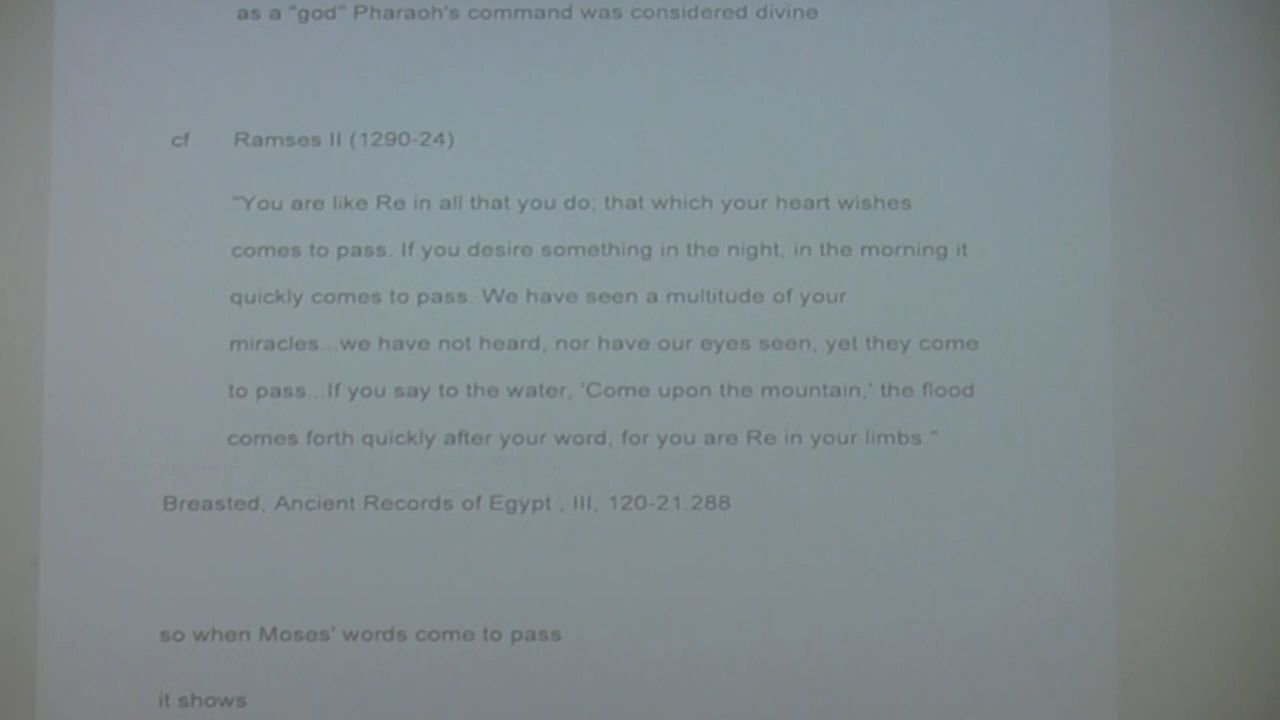 as a "god" Pharaoh's command was considered divine
cf Ramses II (1290-24)
"You are like Re in all that you do; that which your heart wishes
comes to pass. If you desire something in the night, in the morning it
quickly comes to pass. We have seen a multitude of your
miracles...we have not heard, nor have our eyes seen, yet they come
to pass...If you say to the water, 'Come upon the mountain,' the flood
comes forth quickly after your word, for you are Re in your limbs."
Breasted, Ancient Records of Egypt , III, 120-21.288
so when Moses' words come to pass
it shows